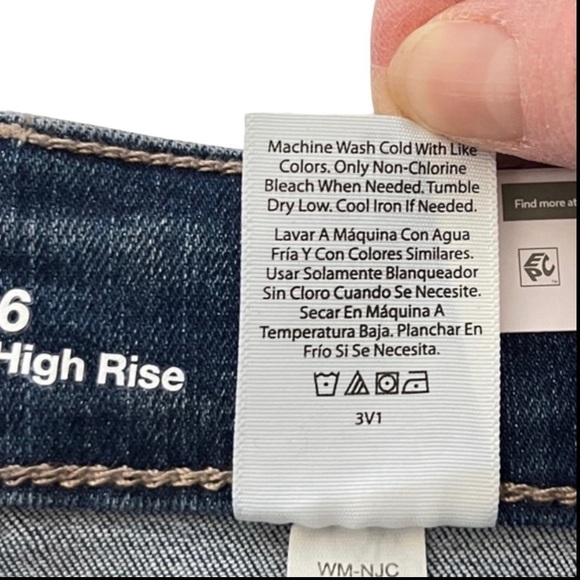 Machine Wash Cold With Like
Colors. Only Non-Chlorine
Bleach When Needed. Tumble
Dry Low. Cool Iron If Needed.
Lavar A Máquina Con Agua
Fría Y Con Colores Similares.
Usar Solamente Blanqueador
Sin Cloro Cuando Se Necesite.
Secar En Máquina A
Temperatura Baja. Planchar En
Frío Si Se Necesita.
3V1
6
High Rise
Find more at
EPC
WM-NJC